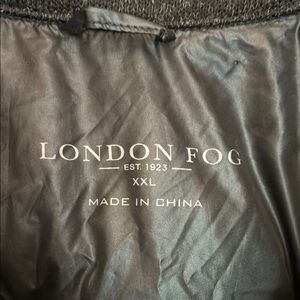 LONDON FOG
EST. 1923
XXL
MADE IN CHINA